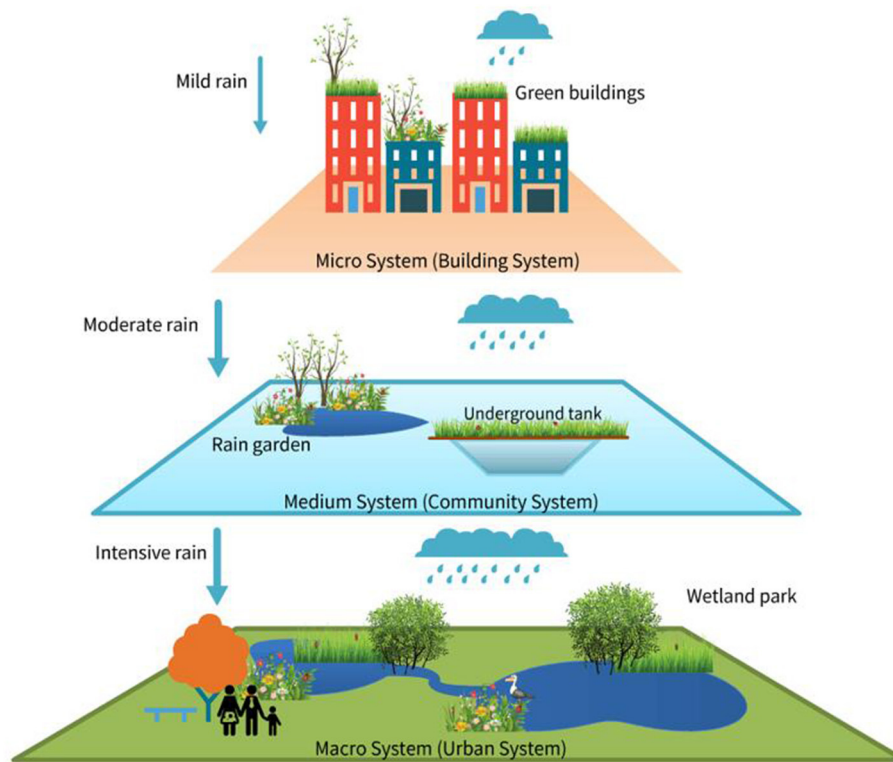 Mild rain
Green buildings
Micro System (Building System)
Moderate rain
Underground tank
Rain garden
Medium System (Community System)
Intensive rain
Wetland park
Macro System (Urban System)